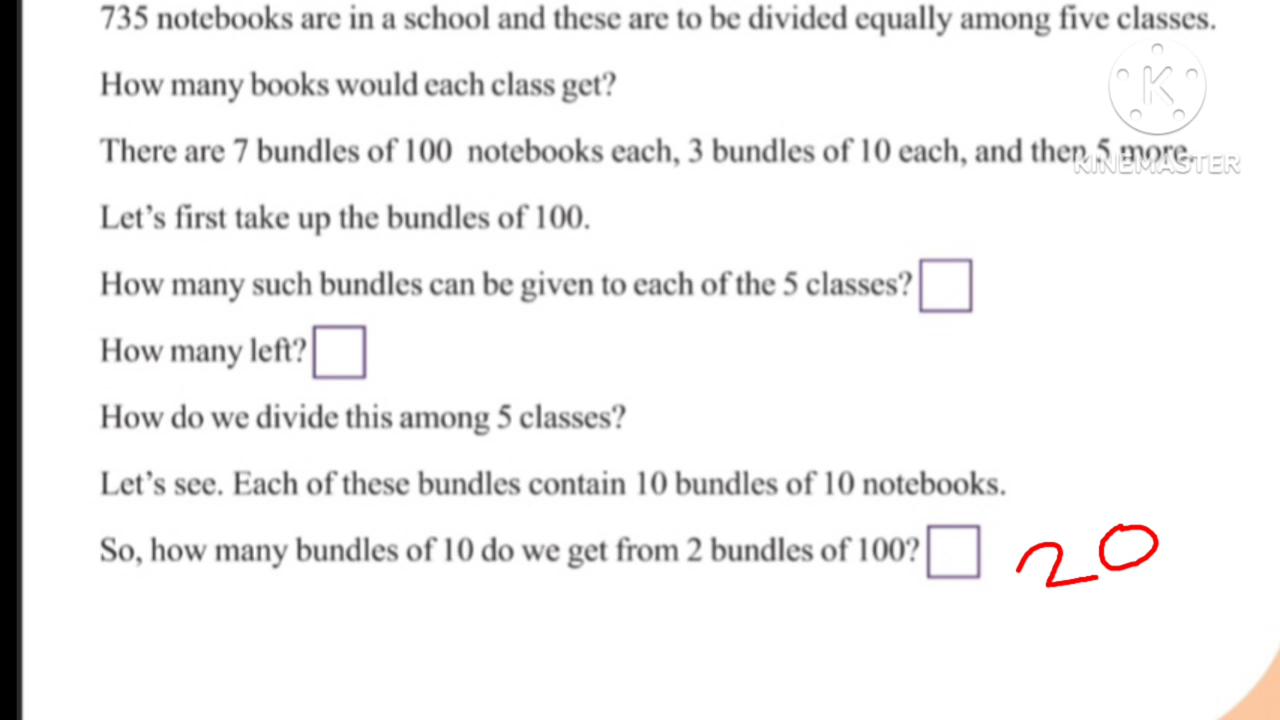 735 notebooks are in a school and these are to be divided equally among five classes.
How many books would each class get?
K
There are 7 bundles of 100 notebooks each, 3 bundles of 10 each, and then 5 more.
KINEMASTER
Let's first take up the bundles of 100.
How many such bundles can be given to each of the 5 classes?
How many left?
How do we divide this among 5 classes?
Let's see. Each of these bundles contain 10 bundles of 10 notebooks.
So, how many bundles of 10 do we get from 2 bundles of 100? 20